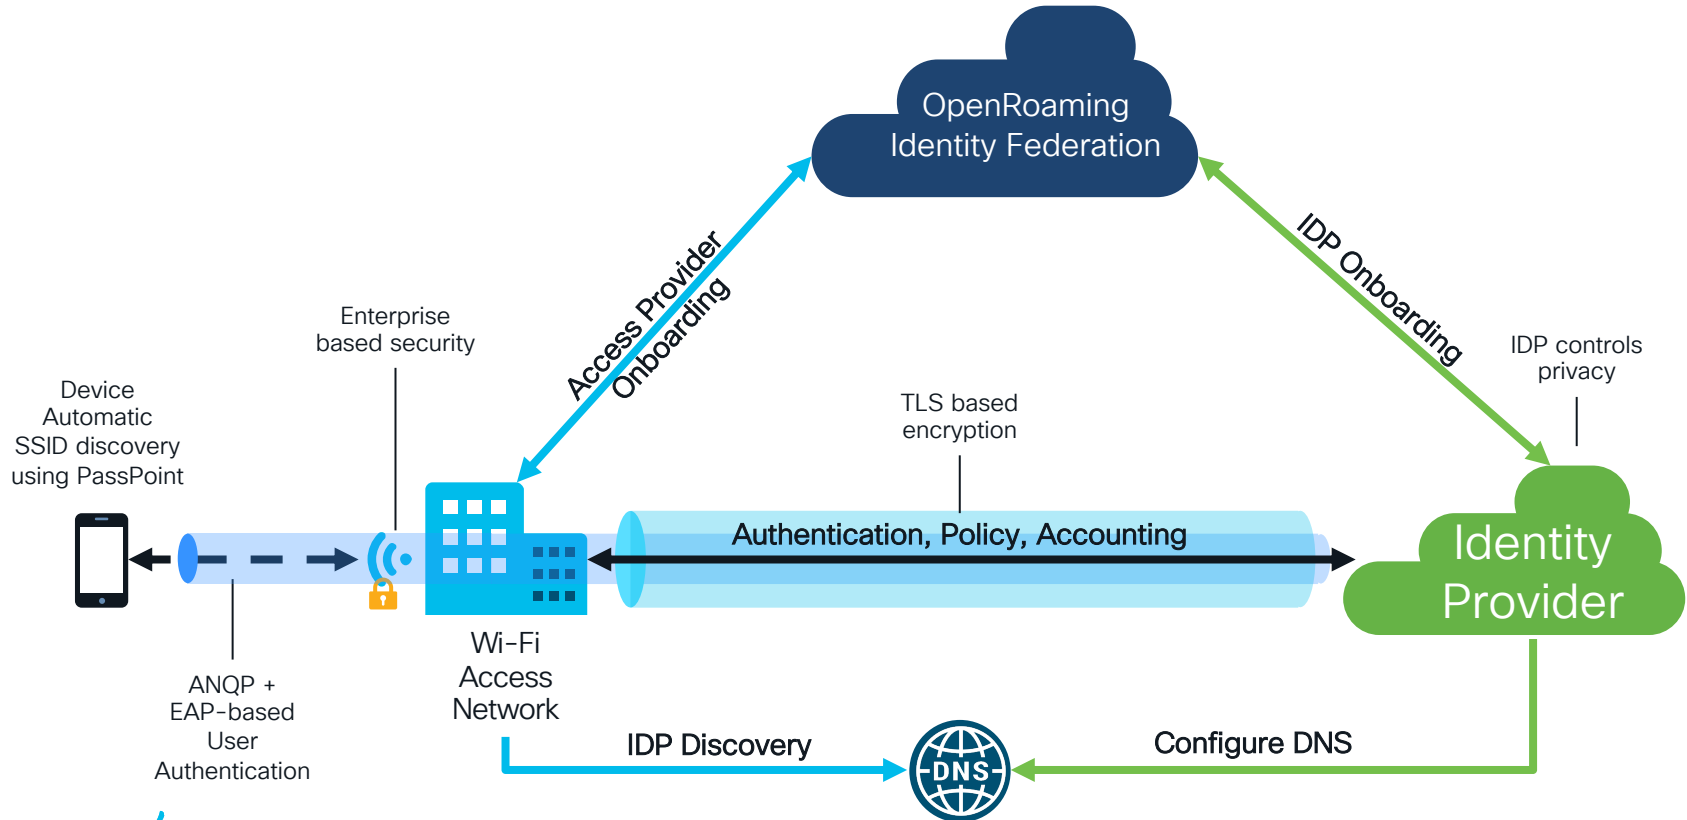 OpenRoaming
Identity Federation
Access Provider
Onboarding
IDP Onboarding
Enterprise
based security
IDP controls
privacy
Device
Automatic
SSID discovery
using PassPoint
TLS based
encryption
Authentication, Policy, Accounting
Identity
Provider
Wi-Fi
Access
Network
ANQP +
EAP-based
User
Authentication
IDP Discovery
DNS
Configure DNS